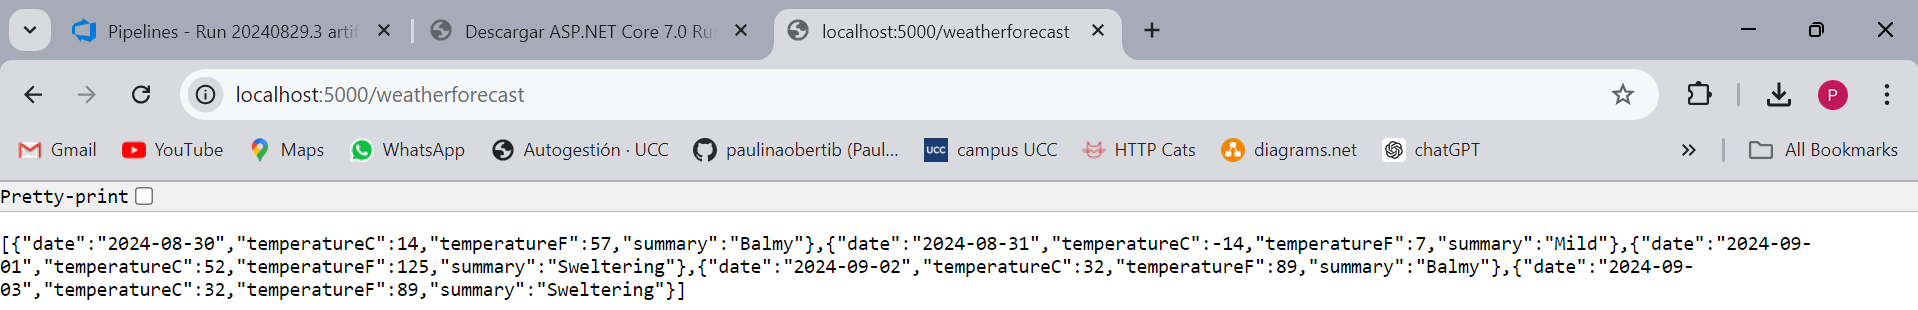 Pipelines - Run 20240829.3 artif
Descargar ASP.NET Core 7.0 Ru
localhost:5000/weatherforecast
localhost:5000/weatherforecast
P
Gmail
YouTube
Maps
WhatsApp
Autogestión · UCC
paulinaobertib (Paul...
UCC
campus UCC
HTTP Cats
diagrams.net
chatGPT
All Bookmarks
Pretty-print
[{"date":"2024-08-30","temperatureC":14,"temperatureF":57,"summary":"Balmy"},{"date":"2024-08-31","temperatureC":-14,"temperatureF":7,"summary":"Mild"},{"date":"2024-09-
01","temperatureC":52,"temperatureF":125,"summary":"Sweltering"},{"date":"2024-09-02","temperatureC":32,"temperatureF":89,"summary":"Balmy"},{"date":"2024-09-
03","temperatureC":32,"temperatureF":89,"summary":"Sweltering"}]